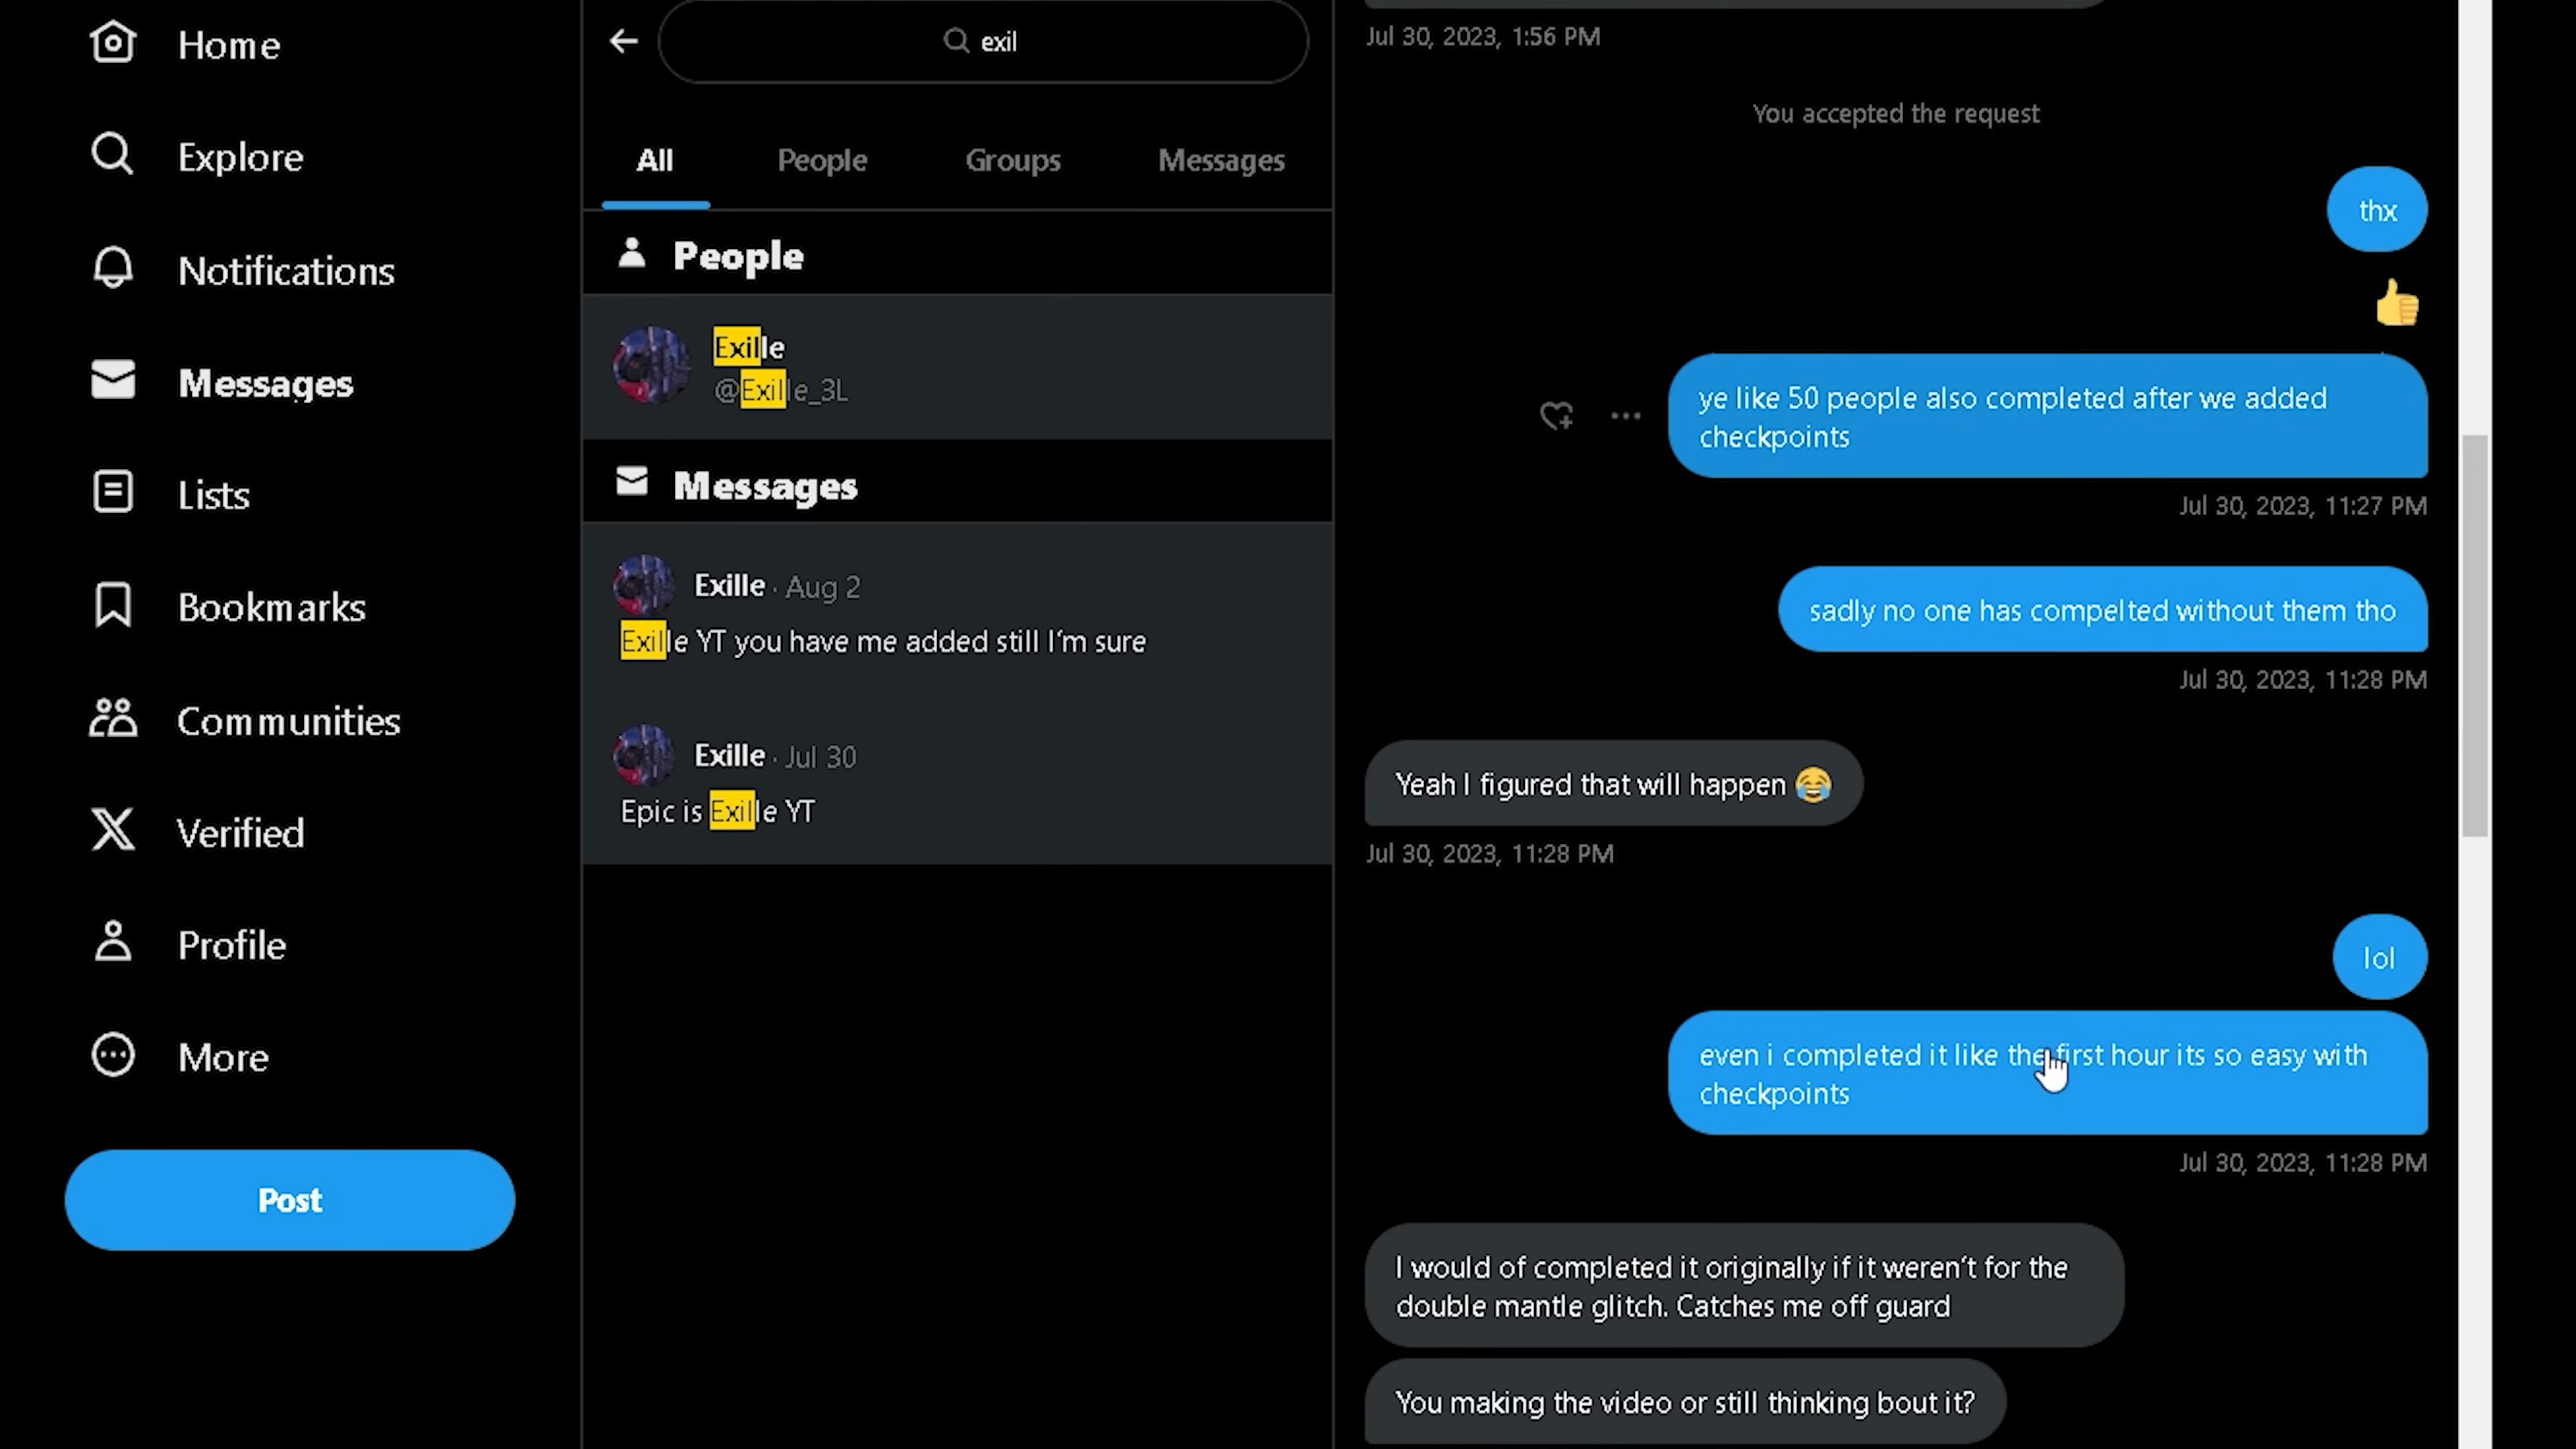 Home
Explore
Notifications
Messages
Lists
Bookmarks
Communities
Verified
Profile
More
Post
exil
All People Groups Messages
People
Exille
@Exille_3L
Messages
Exille · Aug 2
Exille YT you have me added still I'm sure
Exille · Jul 30
Epic is Exille YT
Jul 30, 2023, 1:56 PM
You accepted the request
thx
ye like 50 people also completed after we added
checkpoints
Jul 30, 2023, 11:27 PM
sadly no one has compelted without them tho
Jul 30, 2023, 11:28 PM
Yeah I figured that will happen 😂
Jul 30, 2023, 11:28 PM
lol
even i completed it like the first hour its so easy with
checkpoints
Jul 30, 2023, 11:28 PM
I would of completed it originally if it weren't for the
double mantle glitch. Catches me off guard
You making the video or still thinking bout it?